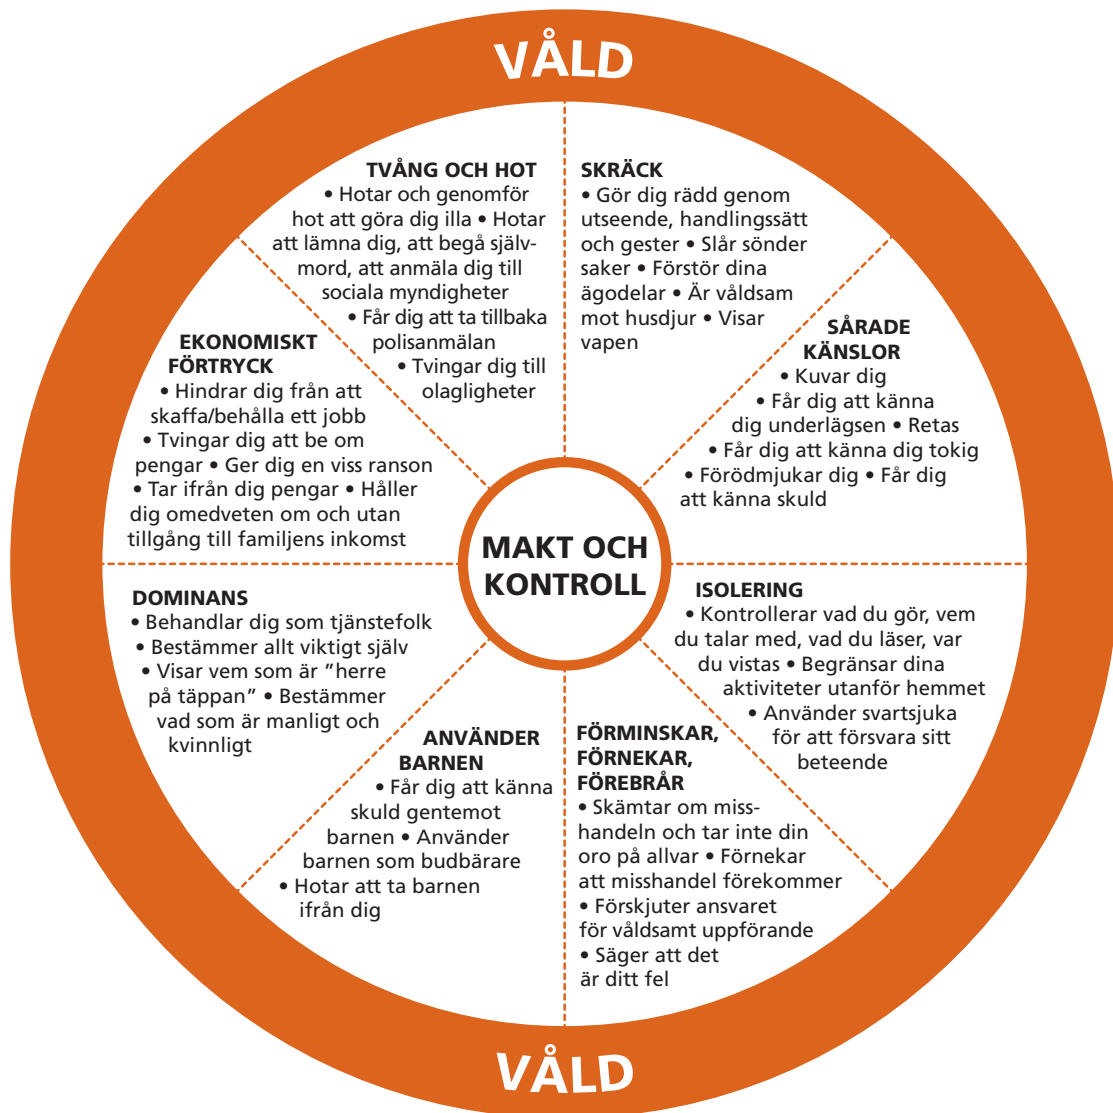 VÅLD
TVÅNG OCH HOT
• Hotar och genomför
hot att göra dig illa • Hotar
att lämna dig, att begå själv-
mord, att anmäla dig till
sociala myndigheter
• Får dig att ta tillbaka
polisanmälan
• Tvingar dig till
olagligheter
SKRÄCK
• Gör dig rädd genom
utseende, handlingssätt
och gester • Slår sönder
saker • Förstör dina
ägodelar • Är våldsam
mot husdjur • Visar
vapen
SÅRADE
KÄNSLOR
• Kuvar dig
• Får dig att känna
dig underlägsen • Retas
• Får dig att känna dig tokig
• Förödmjukar dig • Får dig
att känna skuld
EKONOMISKT
FÖRTRYCK
• Hindrar dig från att
skaffa/behålla ett jobb
• Tvingar dig att be om
pengar • Ger dig en viss ranson
• Tar ifrån dig pengar • Håller
dig omedveten om och utan
tillgång till familjens inkomst
MAKT OCH
KONTROLL
ISOLERING
• Kontrollerar vad du gör, vem
du talar med, vad du läser, var
du vistas • Begränsar dina
aktiviteter utanför hemmet
• Använder svartsjuka
för att försvara sitt
beteende
DOMINANS
• Behandlar dig som tjänstefolk
• Bestämmer allt viktigt själv
• Visar vem som är ”herre
på täppan” • Bestämmer
vad som är manligt och
kvinnligt
ANVÄNDER
BARNEN
• Får dig att känna
skuld gentemot
barnen • Använder
barnen som budbärare
• Hotar att ta barnen
ifrån dig
FÖRMINSKAR,
FÖRNEKAR,
FÖREBRÅR
• Skämtar om miss-
handeln och tar inte din
oro på allvar • Förnekar
att misshandel förekommer
• Förskjuter ansvaret
för våldsamt uppförande
• Säger att det
är ditt fel
VÅLD